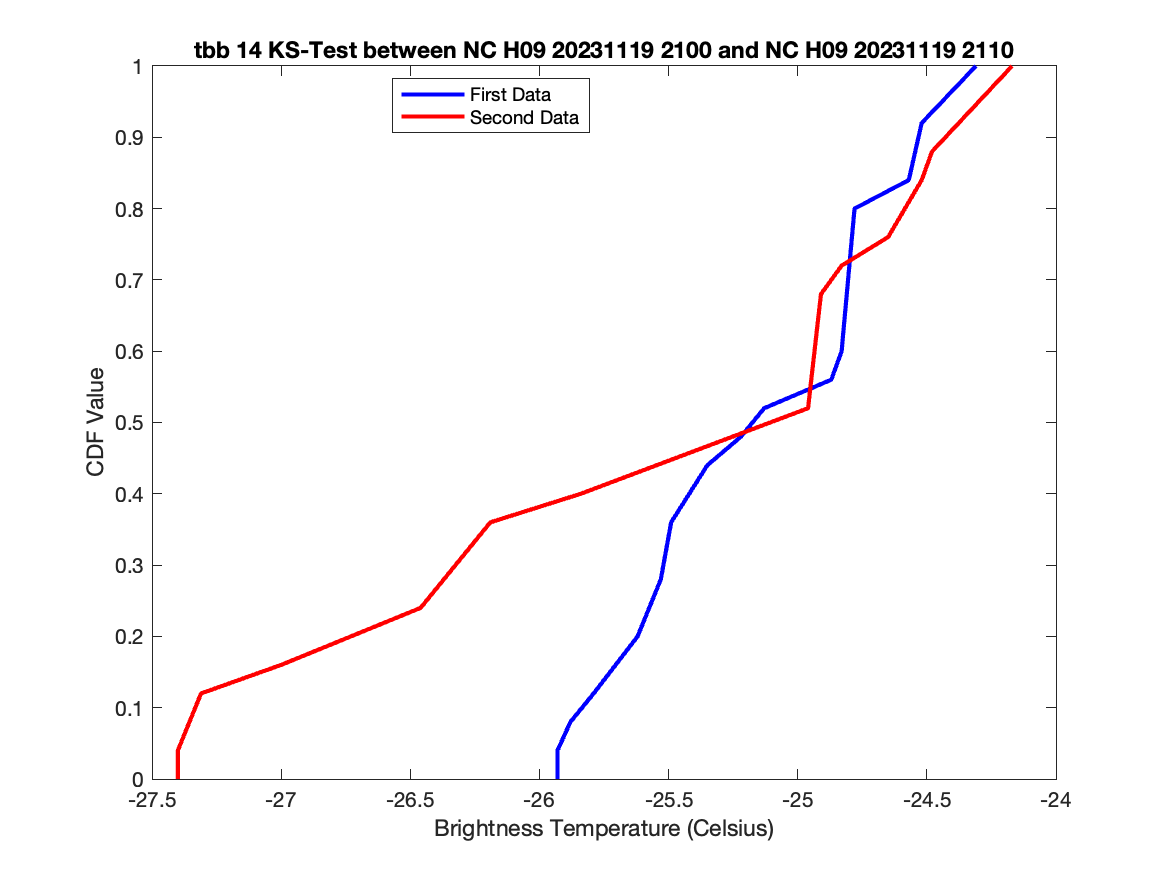 tbb 14 KS-Test between NC H09 20231119 2100 and NC H09 20231119 2110
First Data
Second Data
1
0.9
0.8
0.7
0.6
0.5
0.4
0.3
0.2
0.1
0
CDF Value
-27.5 -27 -26.5 -26 -25.5 -25 -24.5 -24
Brightness Temperature (Celsius)